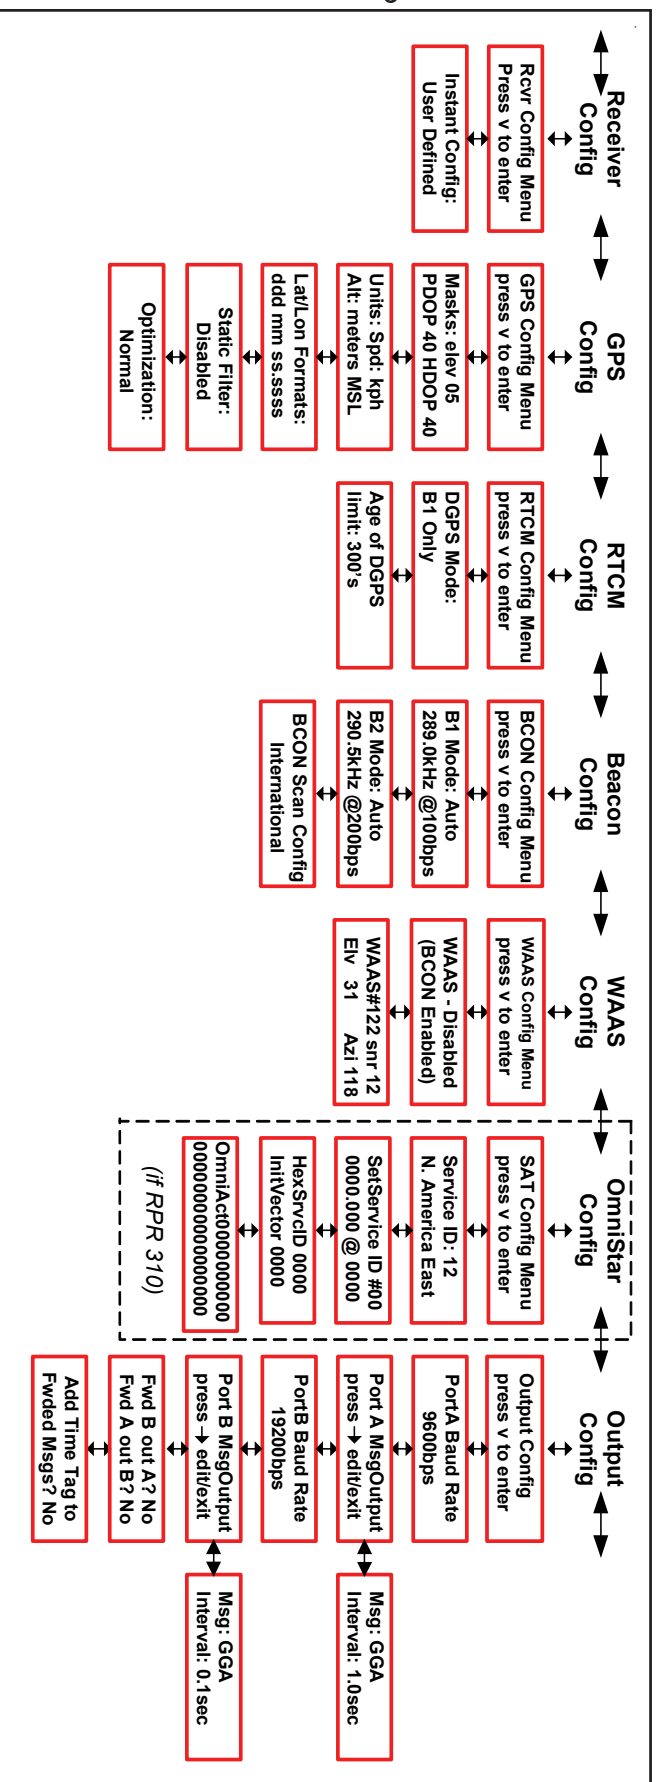 Receiver
Config
Rcvr Config Menu
Press v to enter
Instant Config:
User Defined
GPS
Config
GPS Config Menu
press v to enter
Masks: elev 05
PDOP 40 HDOP 40
Units: Spd: kph
Alt: meters MSL
Lat/Lon Formats:
ddd mm ss.ssss
Static Filter:
Disabled
Optimization:
Normal
RTCM
Config
RTCM Config Menu
press v to enter
DGPS Mode:
B1 Only
Age of DGPS
limit: 300's
Beacon
Config
BCON Config Menu
press v to enter
B1 Mode: Auto
289.0kHz @100bps
B2 Mode: Auto
290.5kHz @200bps
BCON Scan Config
International
WAAS
Config
WAAS Config Menu
press v to enter
WAAS - Disabled
(BCON Enabled)
WAAS#122 snr 12
Elv 31 Azi 118
OmniStar
Config
SAT Config Menu
press v to enter
Service ID: 12
N. America East
SetService ID #00
0000.000 @ 0000
HexSrvcID 0000
InitVector 0000
OmniAct0000000000
0000000000000000
(if RPR 310)
Output
Config
Output Config
press v to enter
PortA Baud Rate
9600bps
Port A MsgOutput
press → edit/exit
Msg: GGA
Interval: 1.0sec
PortB Baud Rate
19200bps
Port B MsgOutput
press → edit/exit
Msg: GGA
Interval: 0.1sec
Fwd B out A? No
Fwd A out B? No
Add Time Tag to
Fwded Msgs? No